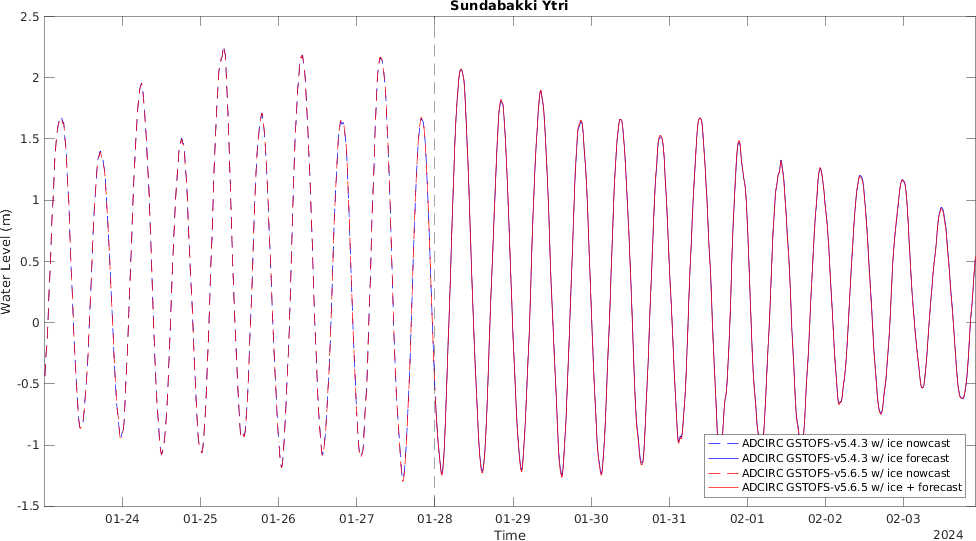 Sundabakki Ytri
2.5
2
1.5
1
0.5
0
-0.5
-1
-1.5
Water Level (m)
ADCIRC GSTOFS-v5.4.3 w/ ice nowcast
ADCIRC GSTOFS-v5.4.3 w/ ice forecast
ADCIRC GSTOFS-v5.6.5 w/ ice nowcast
ADCIRC GSTOFS-v5.6.5 w/ ice + forecast
01-24 01-25 01-26 01-27 01-28 01-29 01-30 01-31 02-01 02-02 02-03
Time
2024